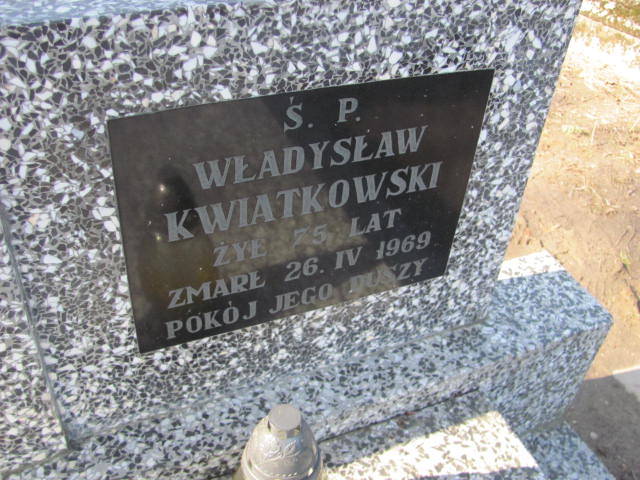 Ś. P.
WŁADYSŁAW
KWIATKOWSKI
ŻYŁ 75 LAT
ZMARŁ 26. IV 1969
POKÓJ JEGO DUSZY